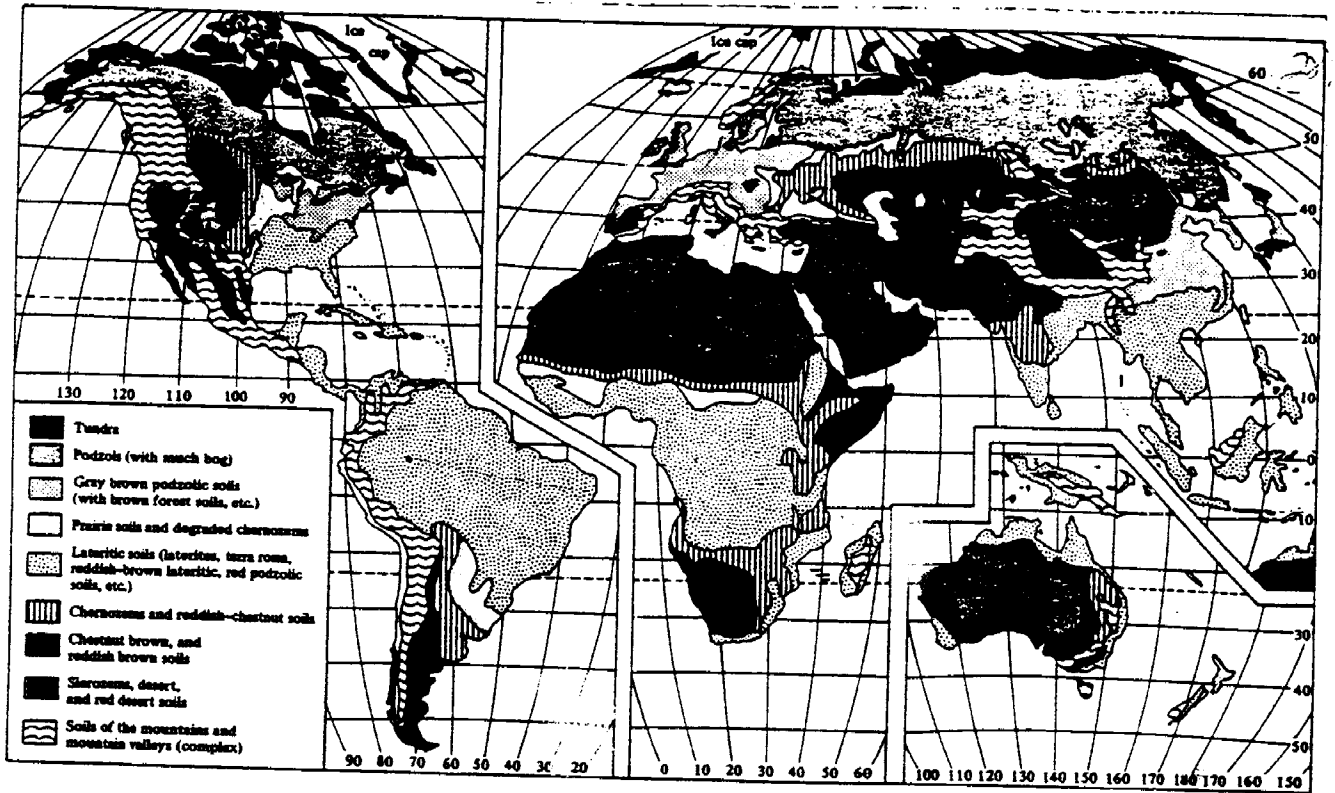 Ice
cap
Ice cap
60
50
40
30
20
10
0
10
30
40
50
130 120 110 100 90
Tundra
Podzols (with much bog)
Gray brown podzolic soils
(with brown forest soils, etc.)
Prairie soils and degraded chernozems
Lateritic soils (laterites, terra rossa,
reddish-brown lateritic, red podzolic
soils, etc.)
Chernozems and reddish-chestnut soils
Chestnut brown, and
reddish brown soils
Sierozems, desert,
and red desert soils
Soils of the mountains and
mountain valleys (complex)
90 80 70 60 50 40 30 20
0 10 20 30 40 50 60
100 110 120 130 140 150 160 170 180 170 160 150